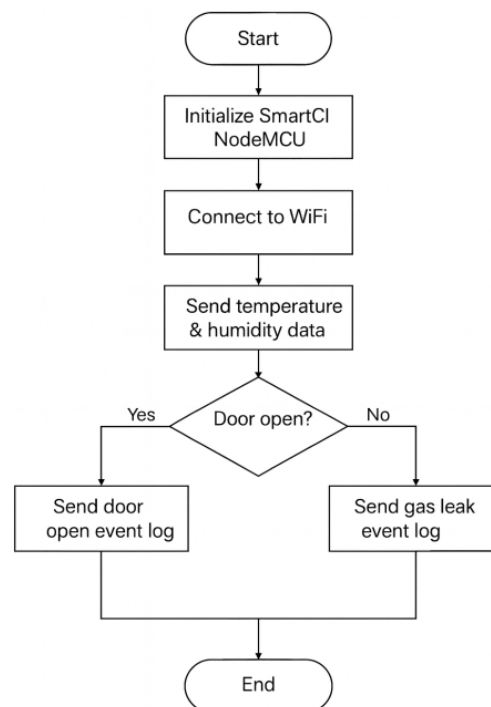 Start
Initialize SmartCl
NodeMCU
Connect to WiFi
Send temperature
& humidity data
Door open?
Yes
No
Send door
open event log
Send gas leak
event log
End